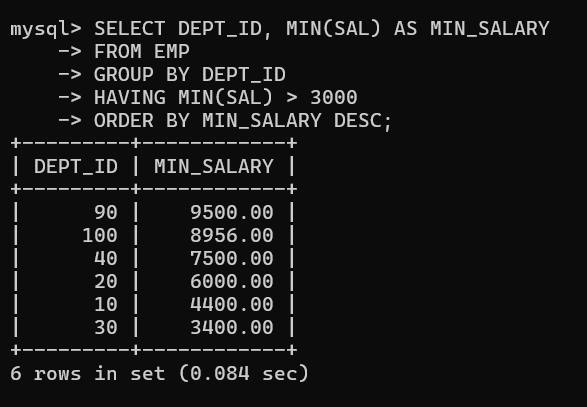 mysql> SELECT DEPT_ID, MIN(SAL) AS MIN_SALARY
    -> FROM EMP
    -> GROUP BY DEPT_ID
    -> HAVING MIN(SAL) > 3000
    -> ORDER BY MIN_SALARY DESC;
+---------+------------+
| DEPT_ID | MIN_SALARY |
+---------+------------+
|      90 |    9500.00 |
|     100 |    8956.00 |
|      40 |    7500.00 |
|      20 |    6000.00 |
|      10 |    4400.00 |
|      30 |    3400.00 |
+---------+------------+
6 rows in set (0.084 sec)